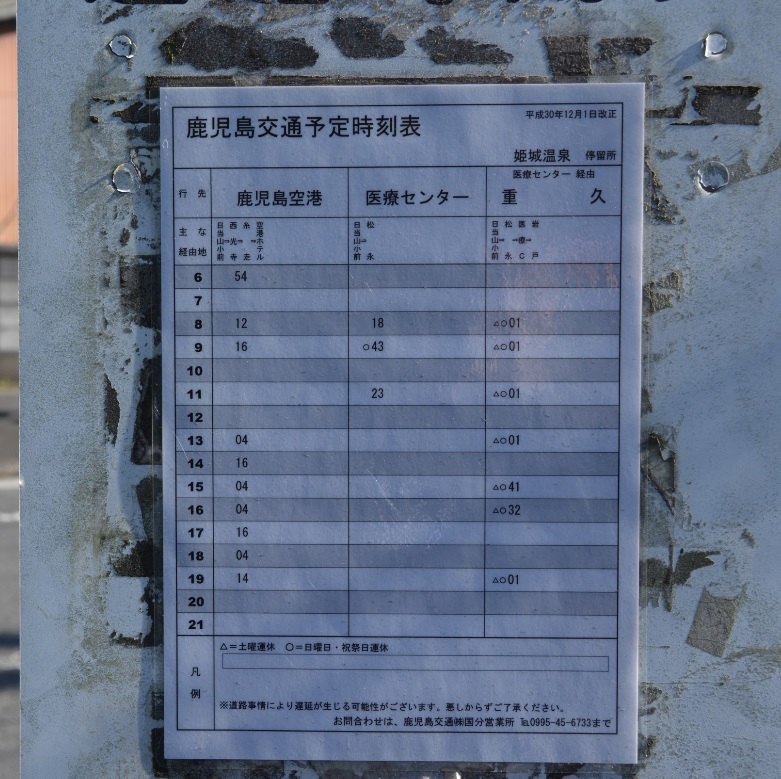 鹿児島交通予定時刻表
平成30年12月1日改正
姫城温泉 停留所
行先 鹿児島空港 医療センター 医療センター 経由 重久
主な経由地 日当山⇒小前 西光寺 糸走 空港ホテル 日当山⇒小前 松永 日当山⇒小前 松永 医療C 岩戸
6 54
7
8 12 18 △○01
9 16 ○43 △○01
10
11 23 △○01
12
13 04 △○01
14 16
15 04 △○41
16 04 △○32
17 16
18 04
19 14 △○01
20
21
凡例
△=土曜運休 ○=日曜日・祝祭日運休
※道路事情により遅延が生じる可能性がございます。悪しからずご了承ください。
お問合わせは、鹿児島交通㈱国分営業所 ℡0995-45-6733まで